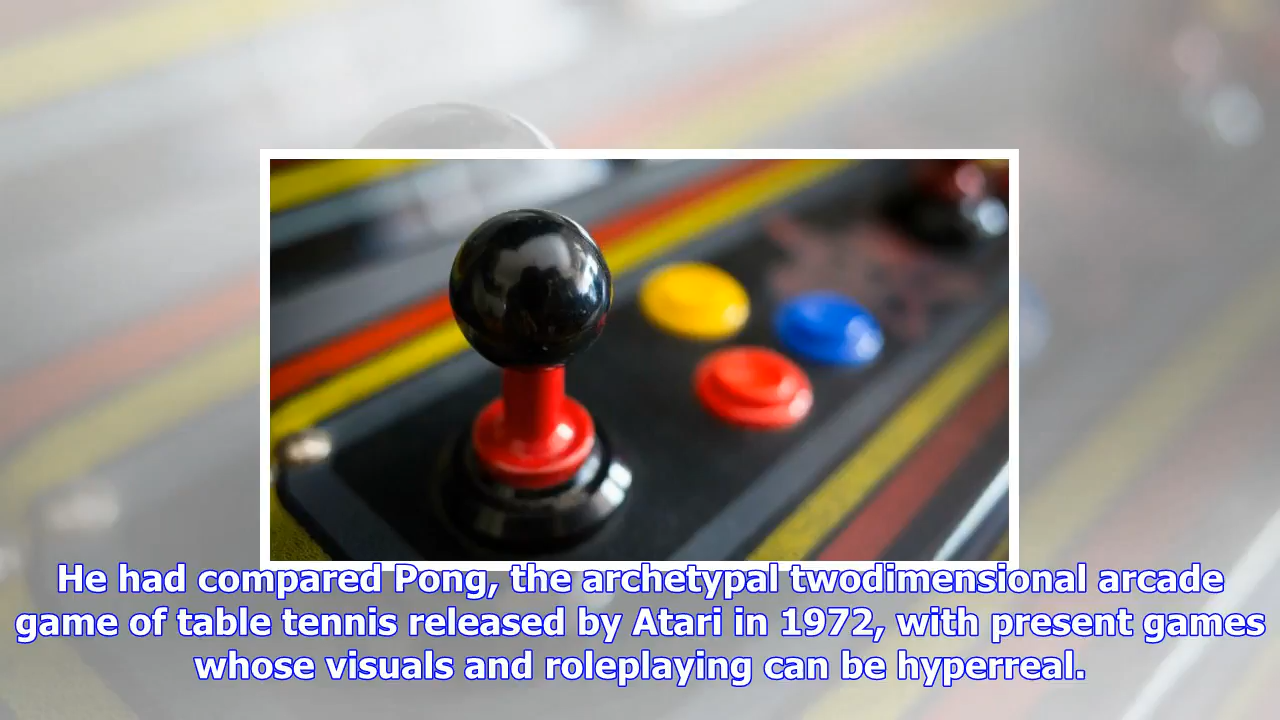 He had compared Pong, the archetypal twodimensional arcade
game of table tennis released by Atari in 1972, with present games
whose visuals and roleplaying can be hyperreal.